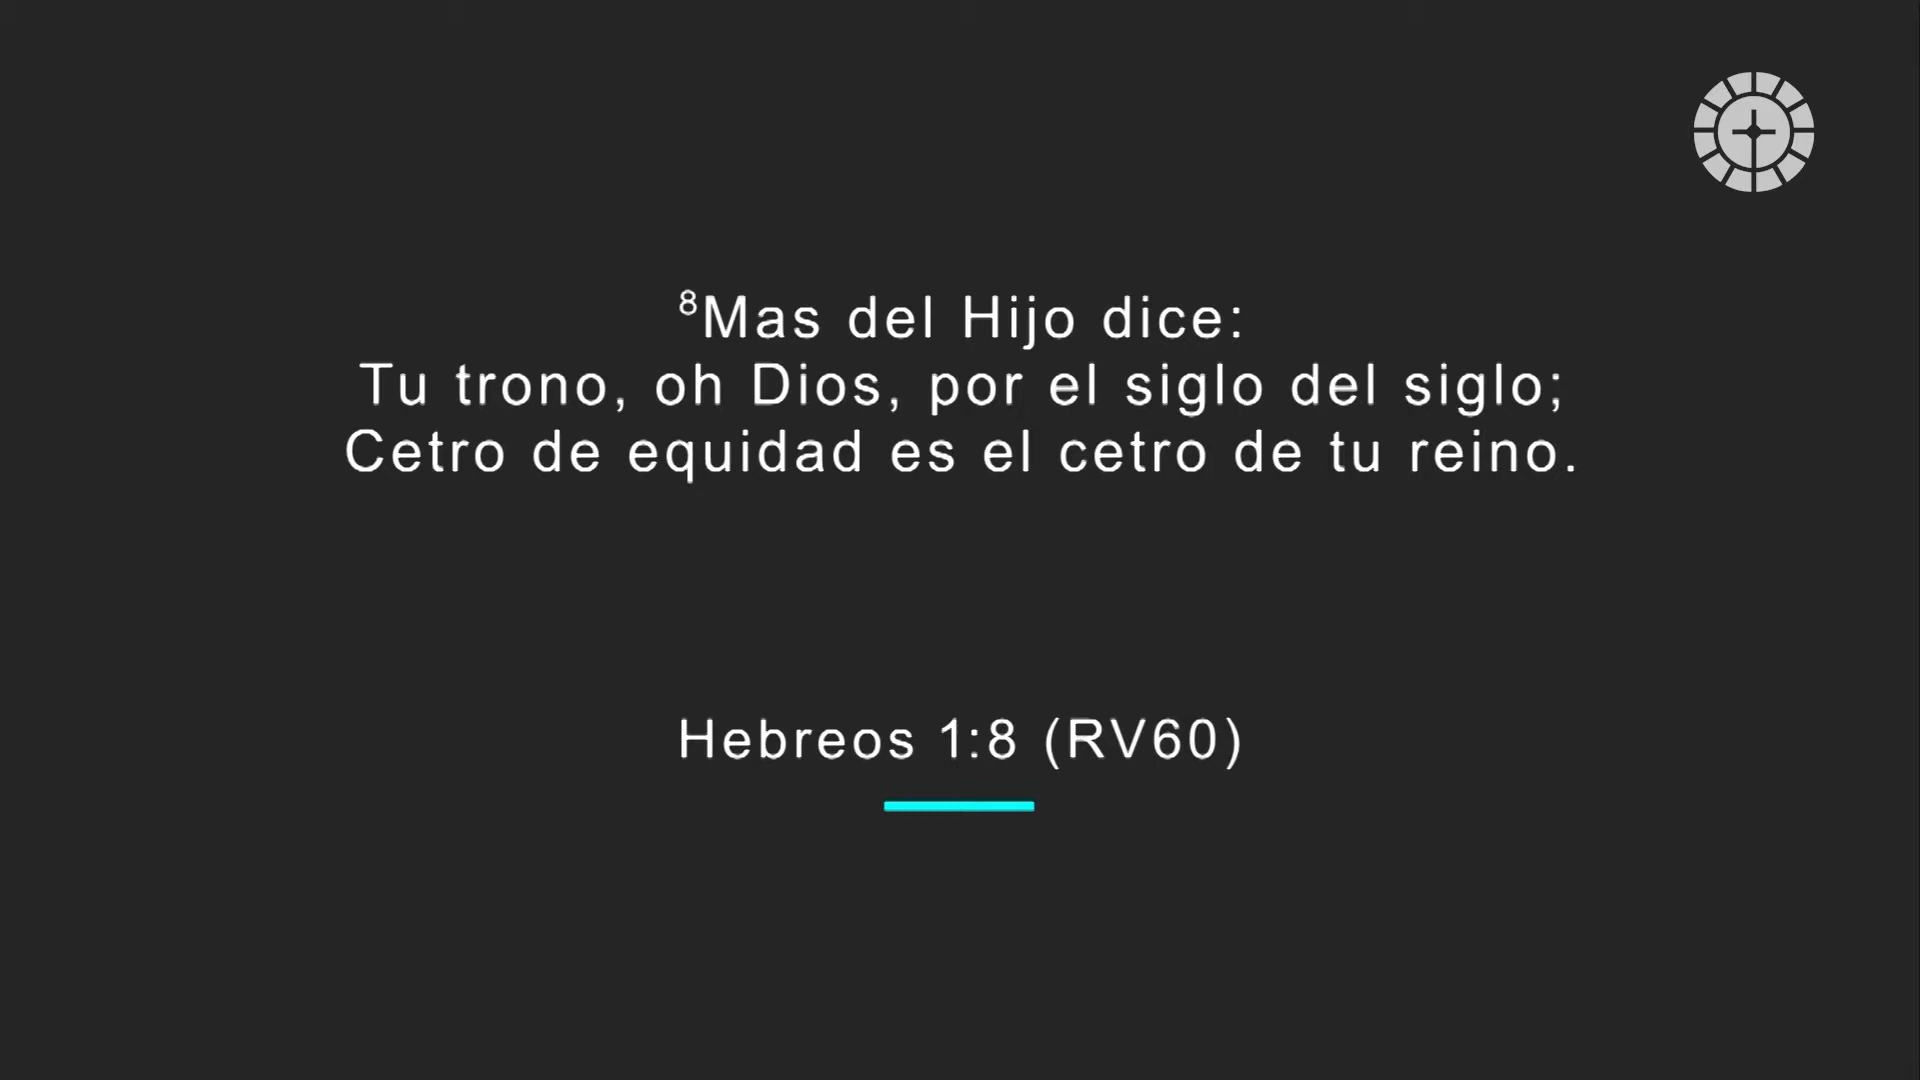 ⁸Mas del Hijo dice:
Tu trono, oh Dios, por el siglo del siglo;
Cetro de equidad es el cetro de tu reino.
Hebreos 1:8 (RV60)